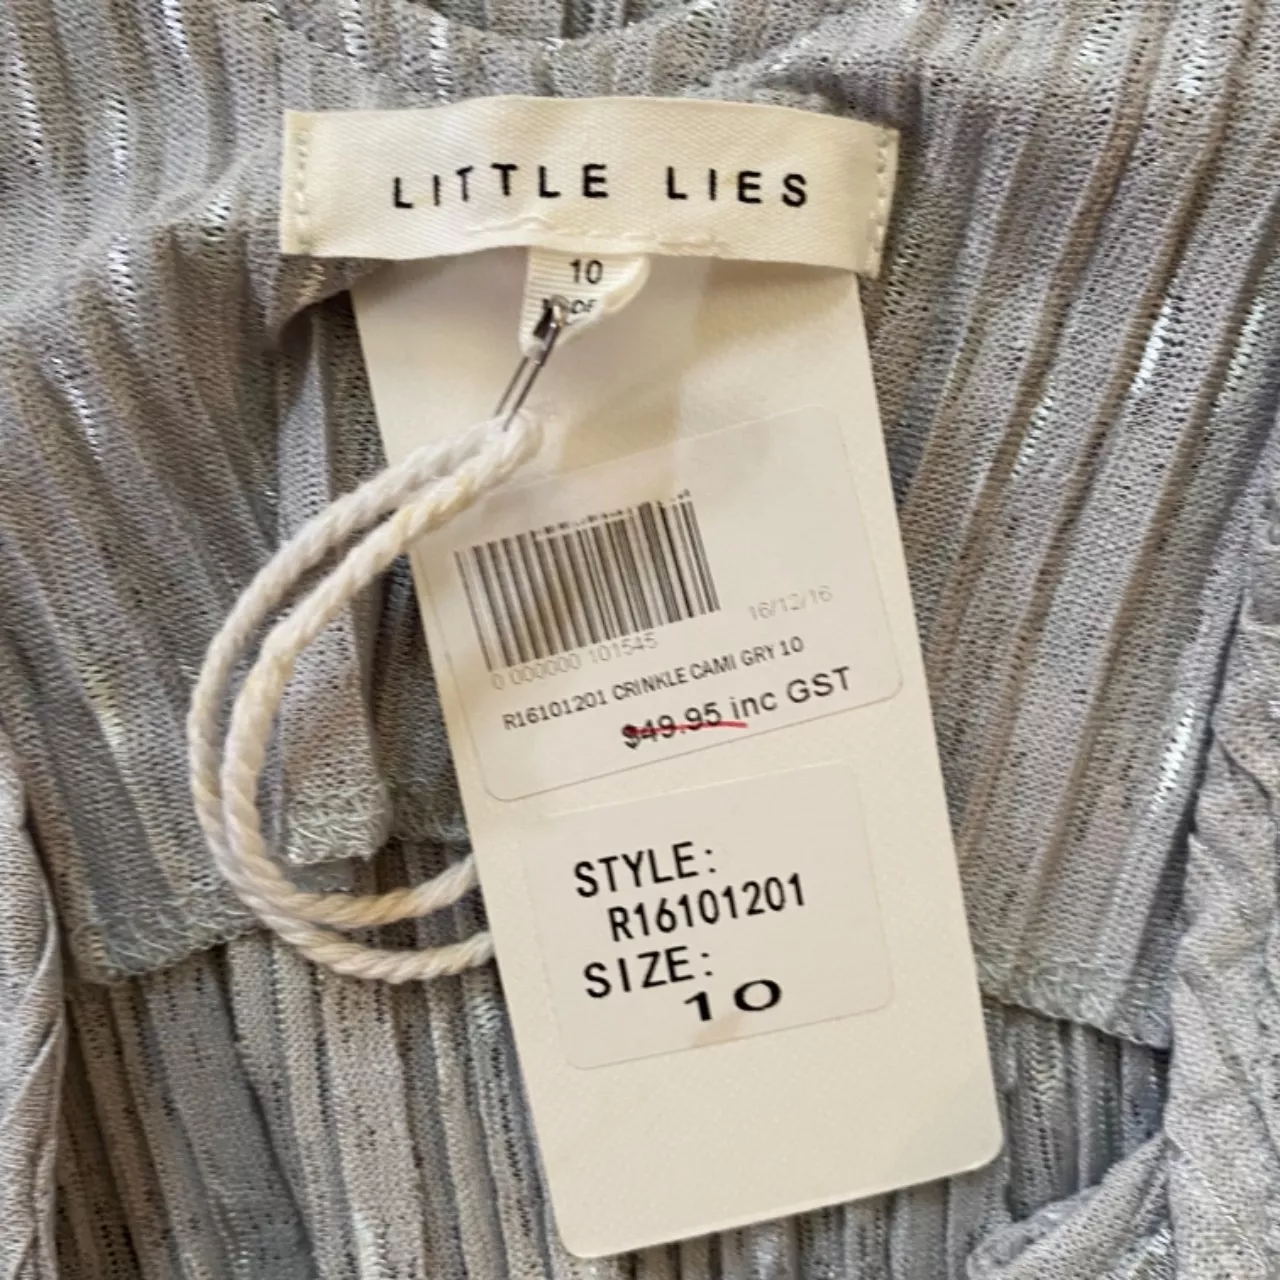 LITTLE LIES
10
16/12/16
0 000000 101545
R16101201 CRINKLE CAMI GRY 10
$49.95 inc GST
STYLE:
R16101201
SIZE:
10